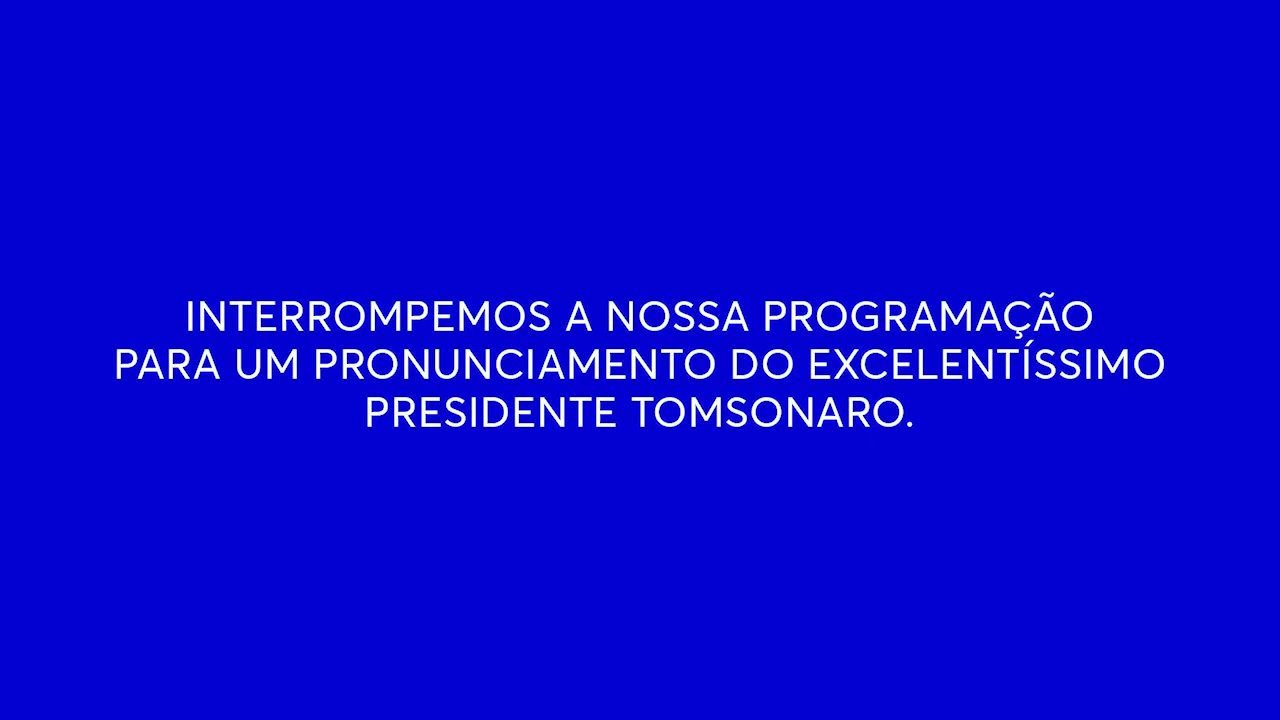 INTERROMPEMOS A NOSSA PROGRAMAÇÃO
PARA UM PRONUNCIAMENTO DO EXCELENTÍSSIMO
PRESIDENTE TOMSONARO.